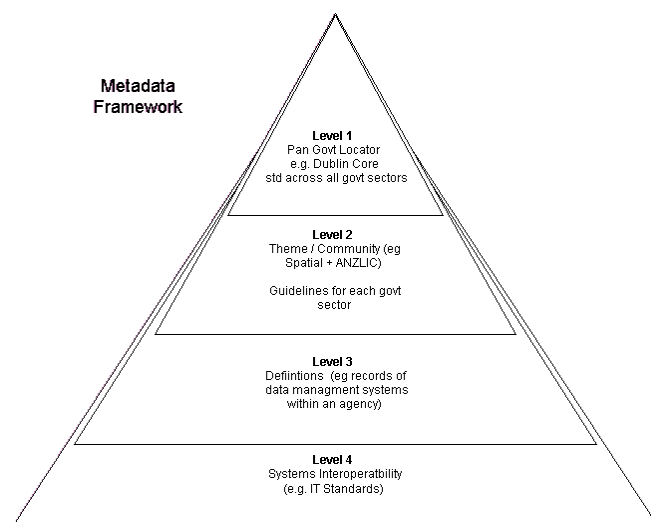 Metadata
Framework
Level 1
Pan Govt Locator
e.g. Dublin Core
std across all govt sectors
Level 2
Theme / Community (eg
Spatial + ANZLIC)
Guidelines for each govt
sector
Level 3
Defiintions (eg records of
data managment systems
within an agency)
Level 4
Systems Interoperatbility
(e.g. IT Standards)